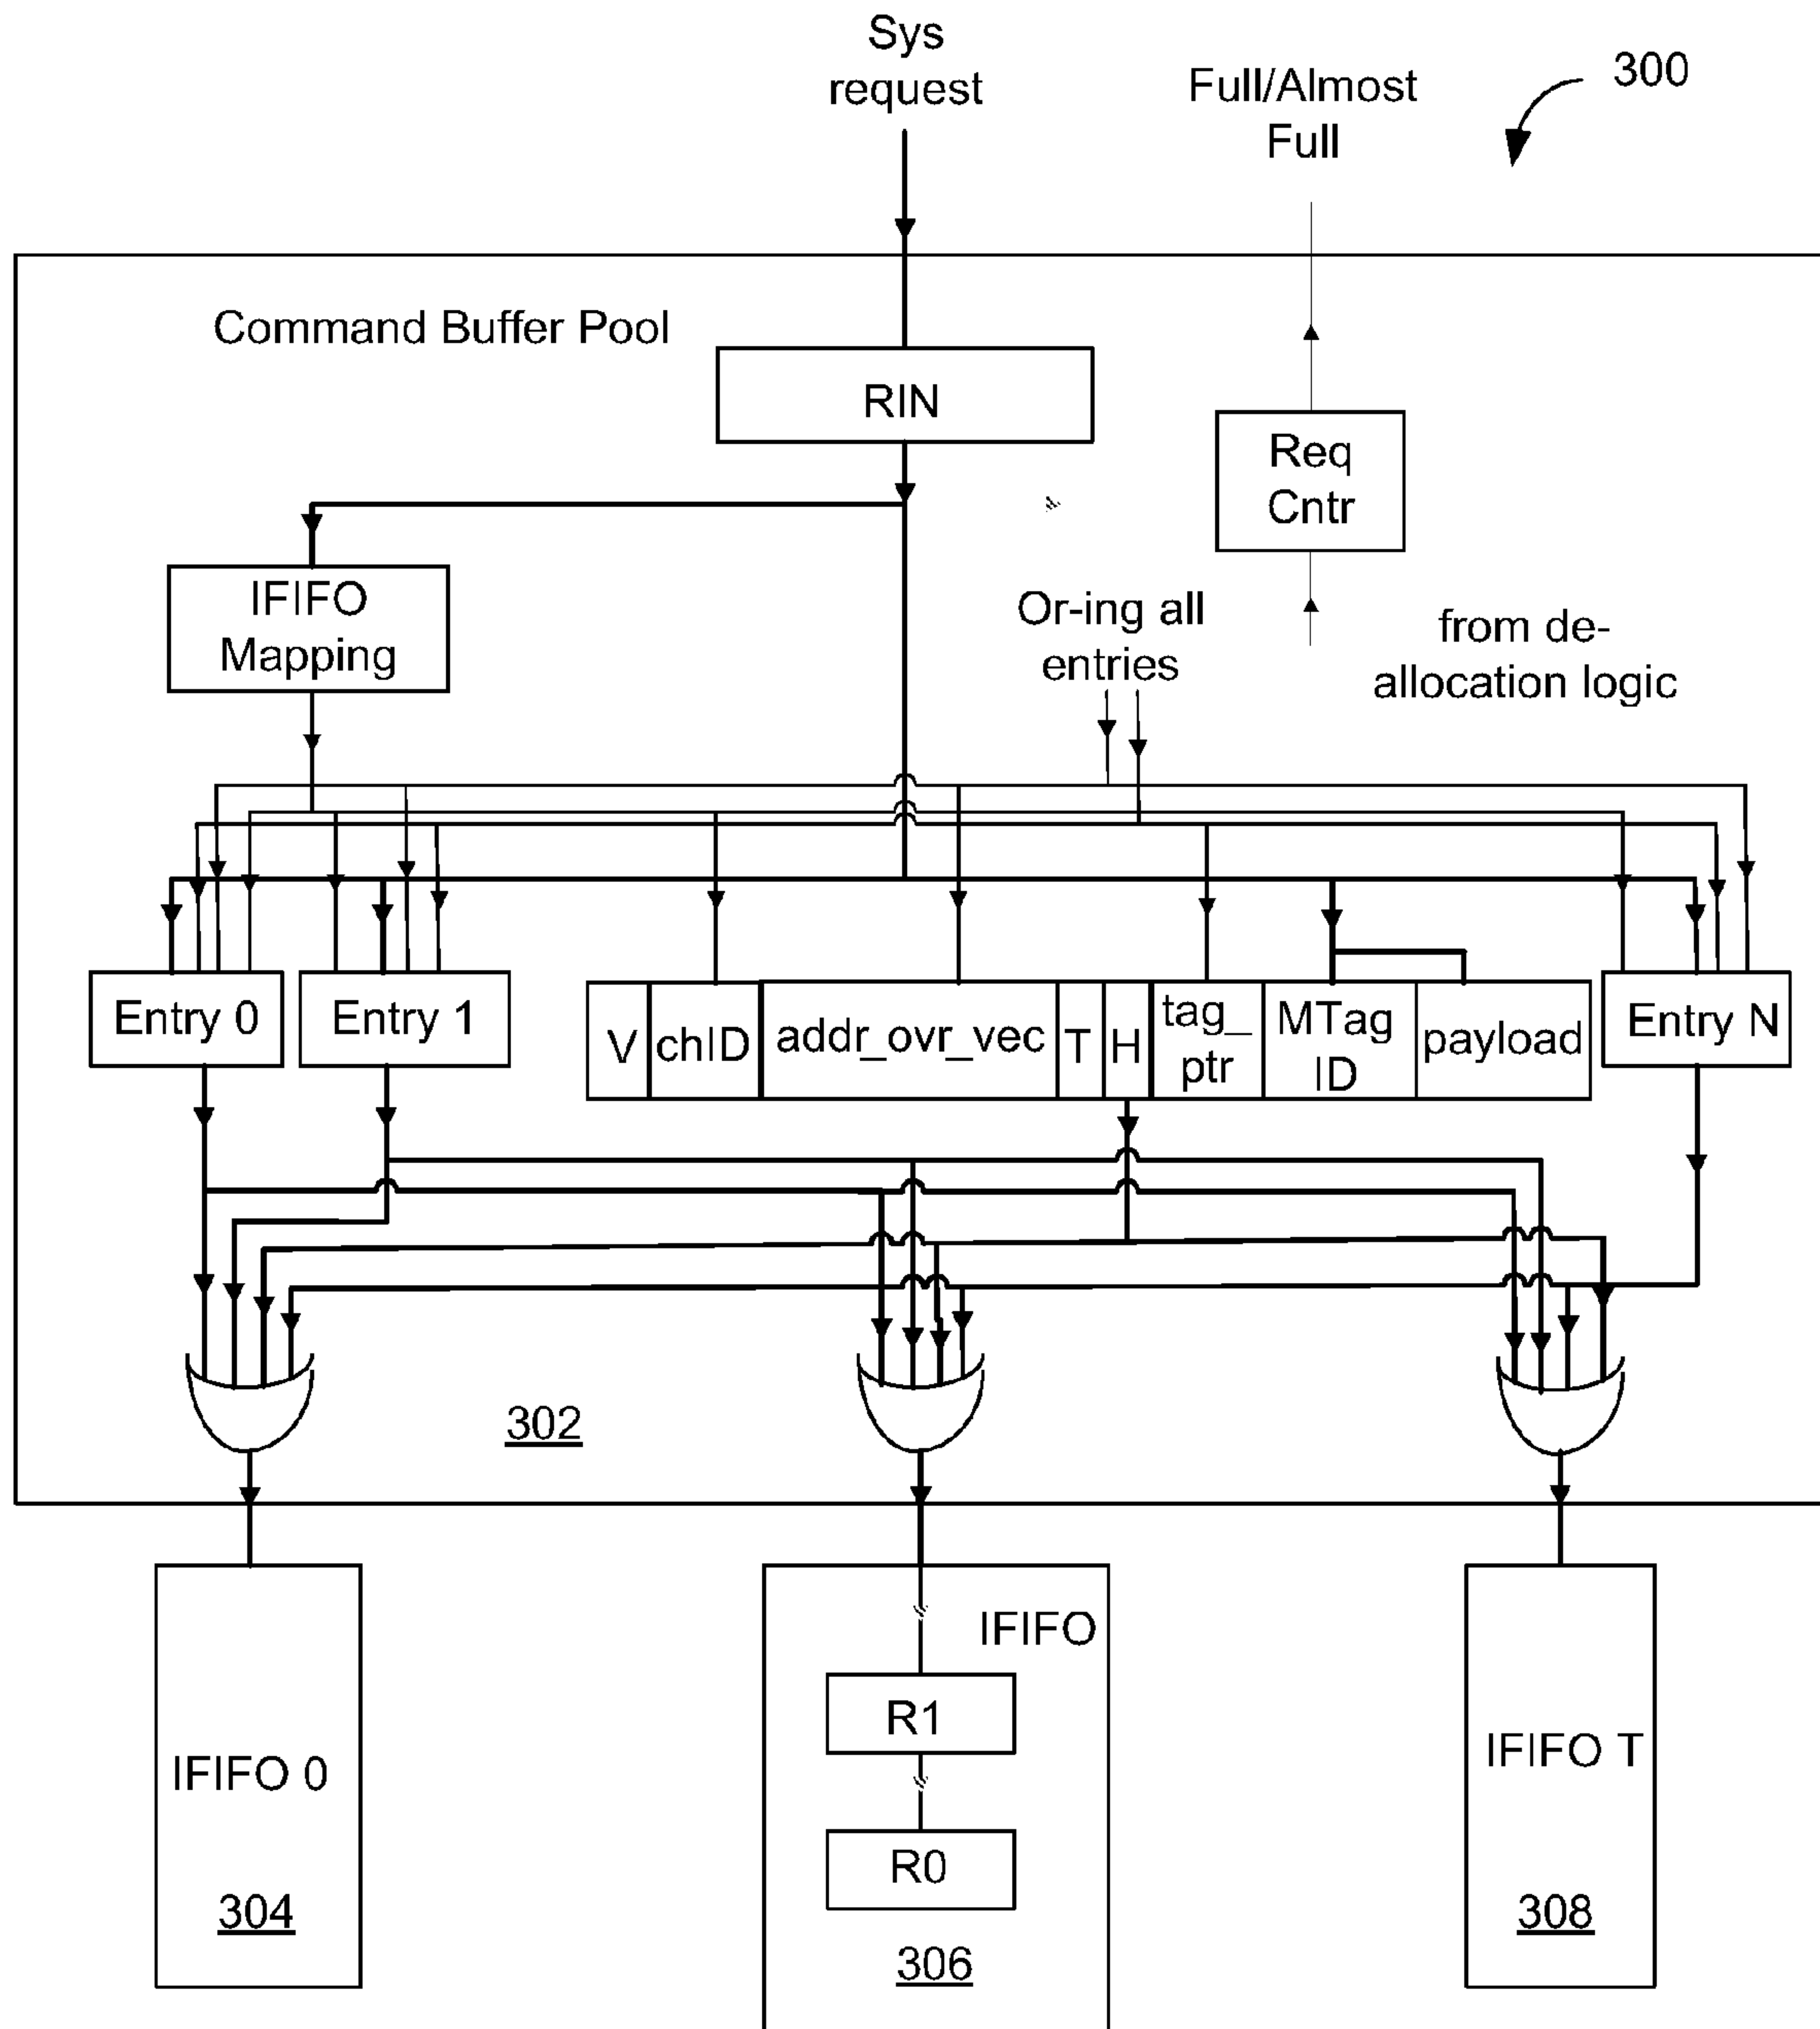 Sys
request
Full/Almost
Full
300
Command Buffer Pool
RIN
Req
Cntr
IFIFO
Mapping
Or-ing all
entries
from de-
allocation logic
Entry 0
Entry 1
V
chID
addr_ovr_vec
T
H
tag_
ptr
MTag
ID
payload
Entry N
302
IFIFO 0
304
IFIFO
R1
R0
306
IFIFO T
308